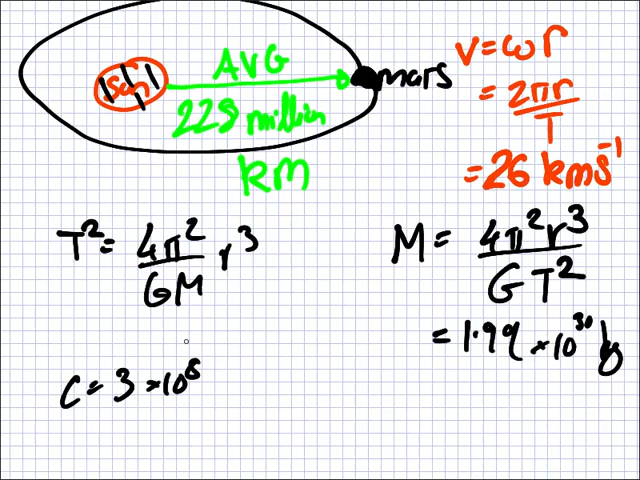 Sun
AVG
228 million
km
mars
V = ωr
= 2πr / T
= 26 kms⁻¹
T² = 4π² / GM r³
M = 4π²r³ / GT²
= 1.99 × 10³⁰ kg
C = 3 × 10⁸